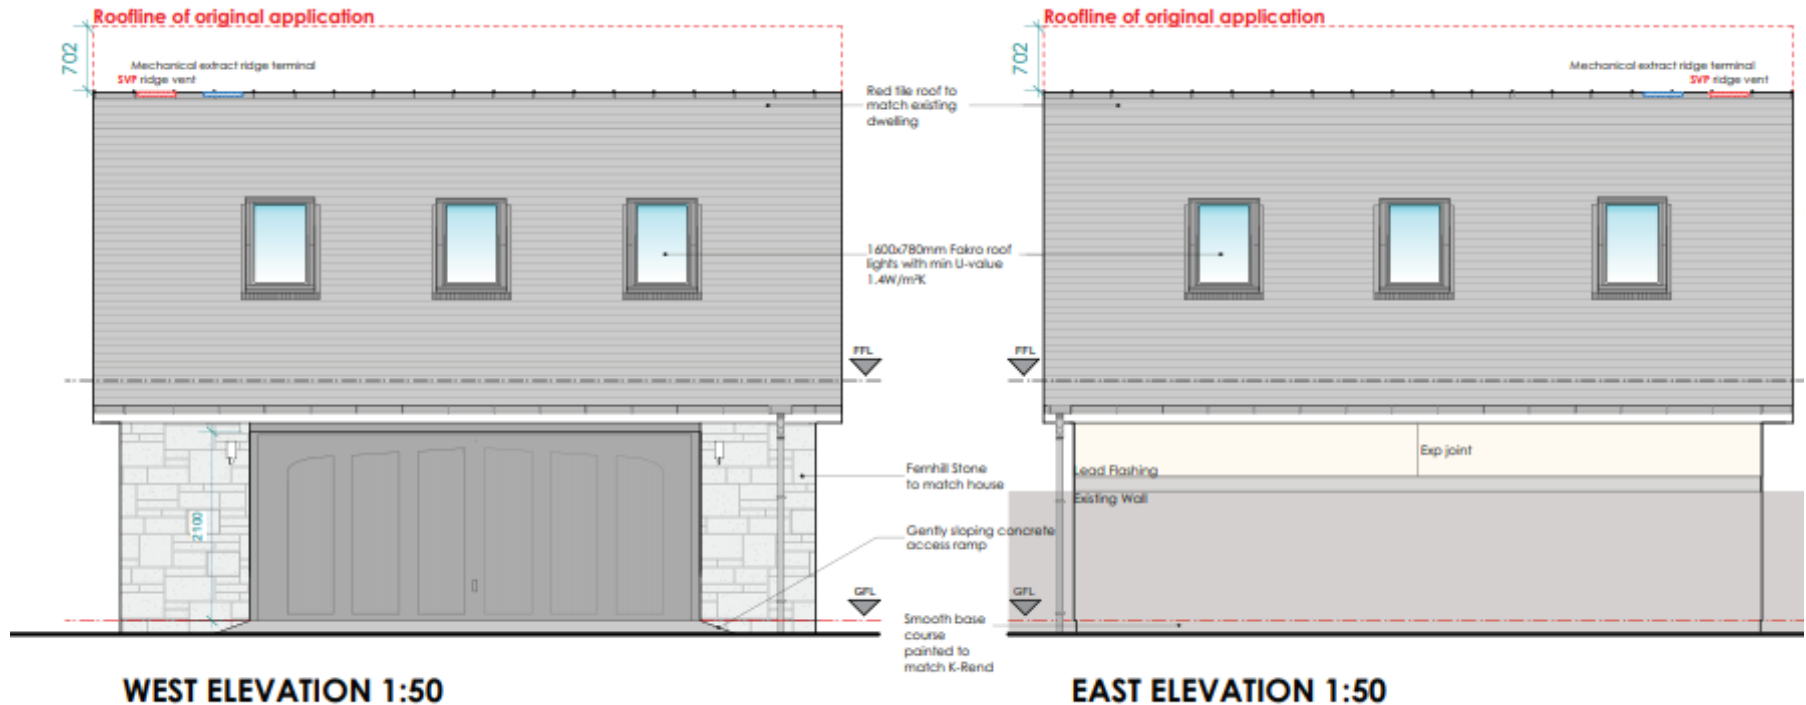 Roofline of original application
702
Mechanical extract ridge terminal
SVP ridge vent
Red tile roof to
match existing
dwelling
1600x780mm Fakro roof
lights with min U-value
1.4W/m²K
FFL
2100
Fernhill Stone
to match house
Gently sloping concrete
access ramp
GFL
Smooth base
course
painted to
match K-Rend
WEST ELEVATION 1:50
Roofline of original application
702
Mechanical extract ridge terminal
SVP ridge vent
FFL
Exp joint
Lead Flashing
Existing Wall
GFL
EAST ELEVATION 1:50